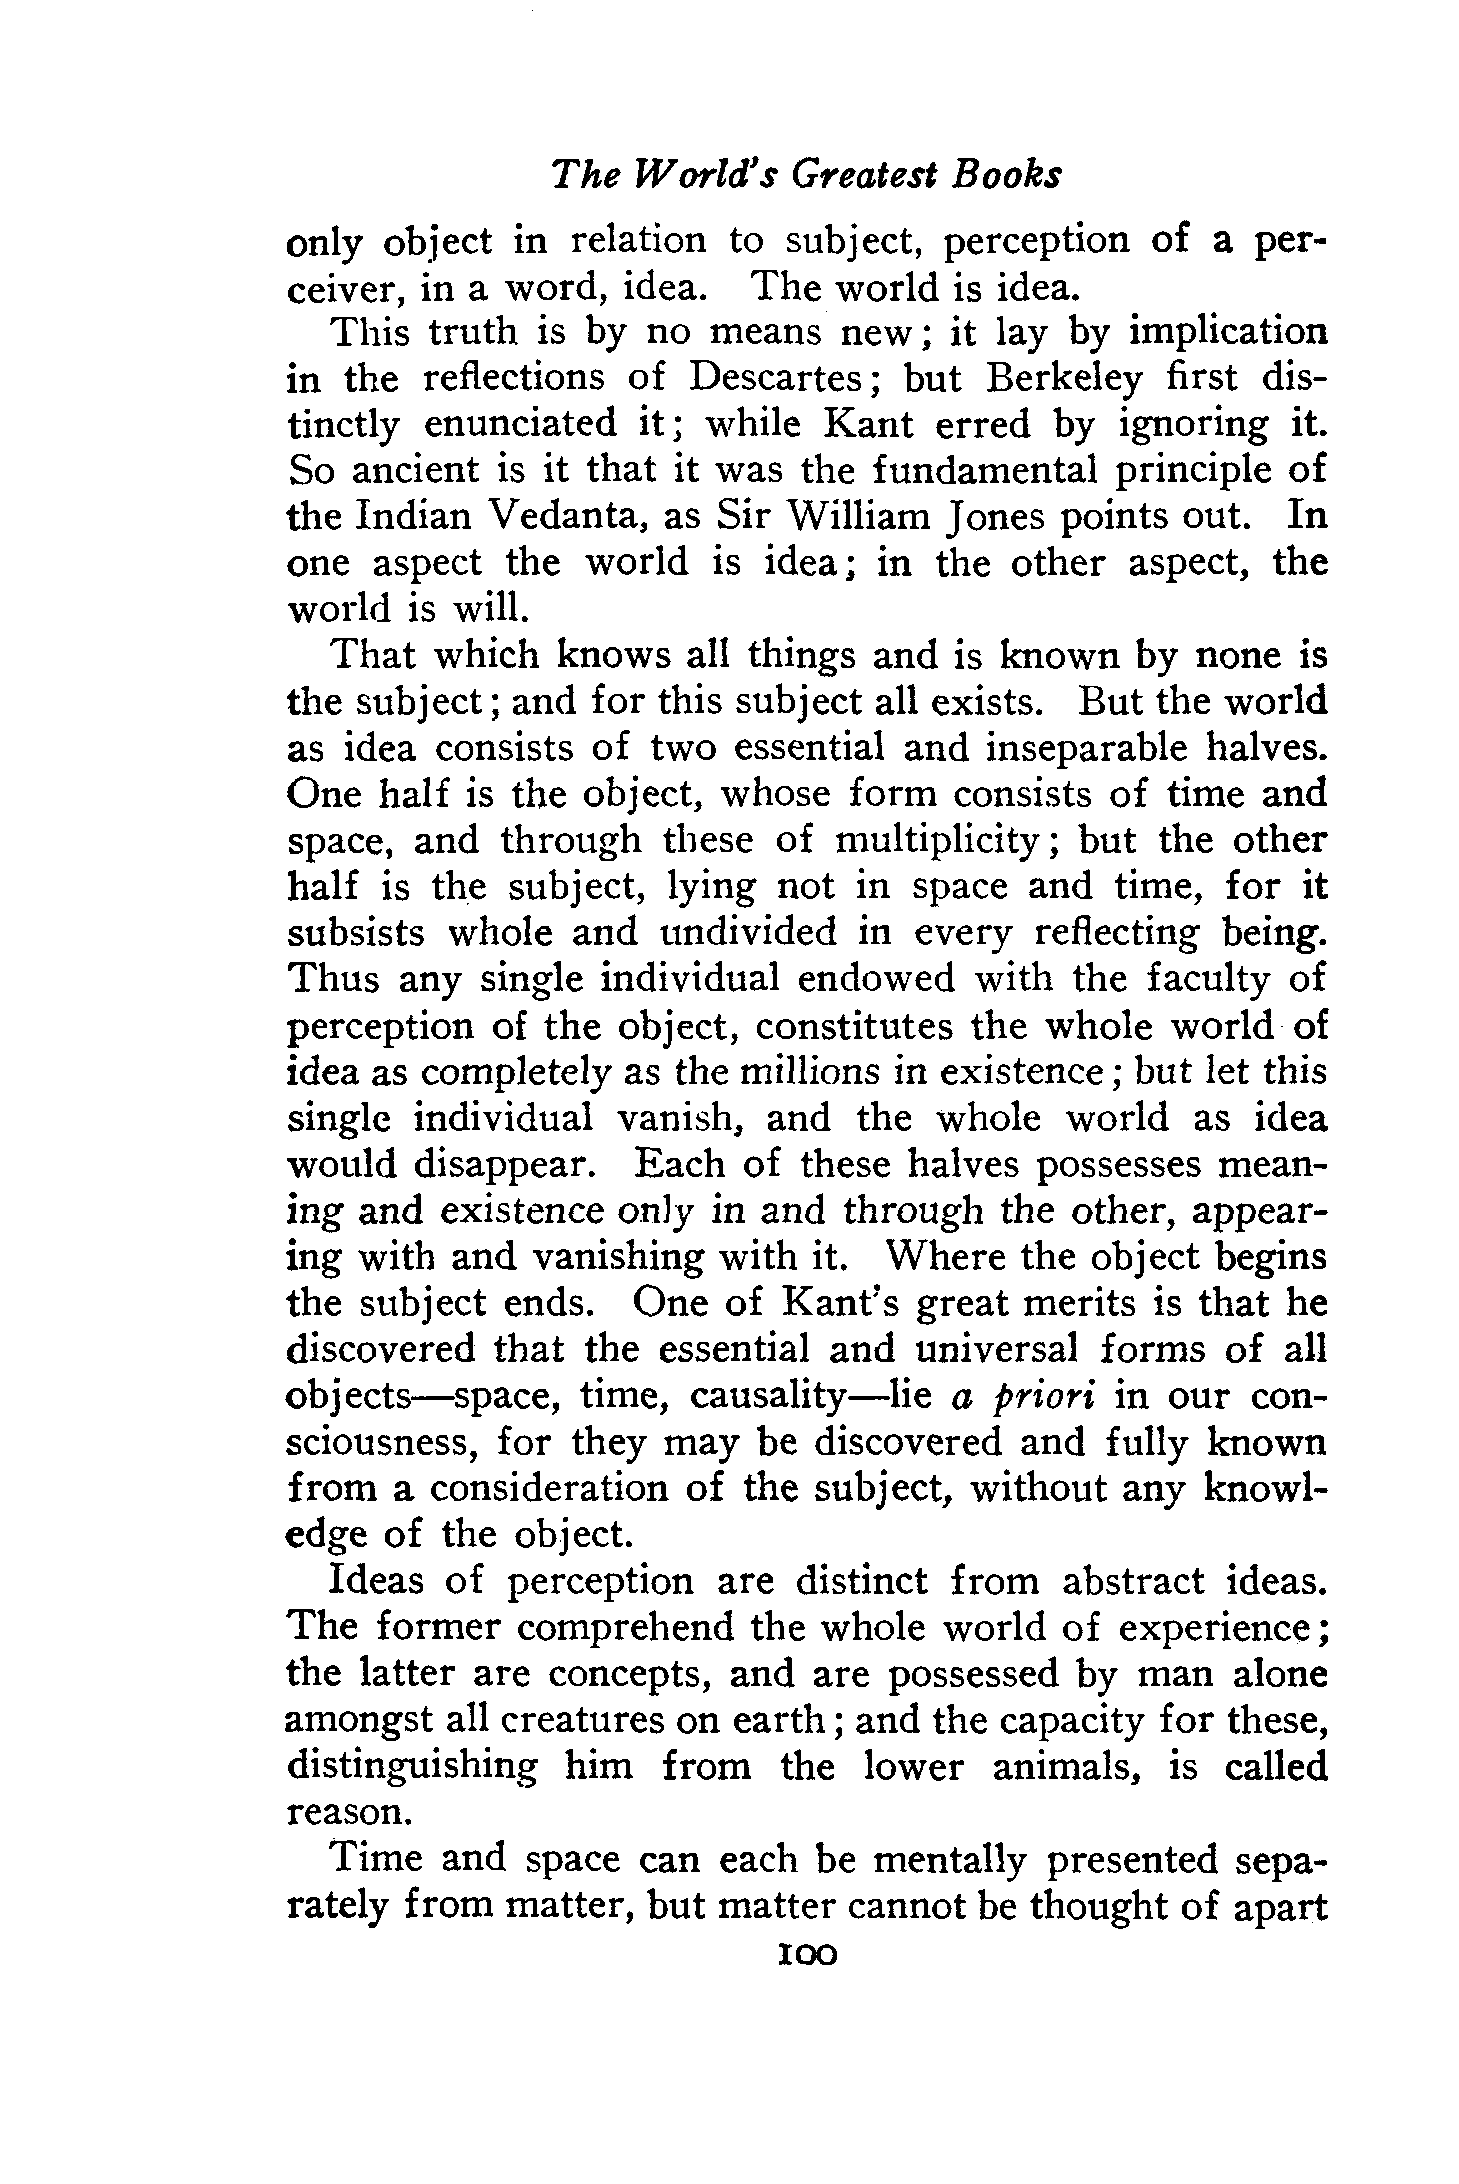 The World's Greatest Books
only object in relation to subject, perception of a per-
ceiver, in a word, idea. The world is idea.
This truth is by no means new; it lay by implication
in the reflections of Descartes; but Berkeley first dis-
tinctly enunciated it; while Kant erred by ignoring it.
So ancient is it that it was the fundamental principle of
the Indian Vedanta, as Sir William Jones points out. In
one aspect the world is idea; in the other aspect, the
world is will.
That which knows all things and is known by none is
the subject; and for this subject all exists. But the world
as idea consists of two essential and inseparable halves.
One half is the object, whose form consists of time and
space, and through these of multiplicity; but the other
half is the subject, lying not in space and time, for it
subsists whole and undivided in every reflecting being.
Thus any single individual endowed with the faculty of
perception of the object, constitutes the whole world of
idea as completely as the millions in existence; but let this
single individual vanish, and the whole world as idea
would disappear. Each of these halves possesses mean-
ing and existence only in and through the other, appear-
ing with and vanishing with it. Where the object begins
the subject ends. One of Kant's great merits is that he
discovered that the essential and universal forms of all
objects—space, time, causality—lie a priori in our con-
sciousness, for they may be discovered and fully known
from a consideration of the subject, without any knowl-
edge of the object.
Ideas of perception are distinct from abstract ideas.
The former comprehend the whole world of experience;
the latter are concepts, and are possessed by man alone
amongst all creatures on earth; and the capacity for these,
distinguishing him from the lower animals, is called
reason.
Time and space can each be mentally presented sepa-
rately from matter, but matter cannot be thought of apart
100